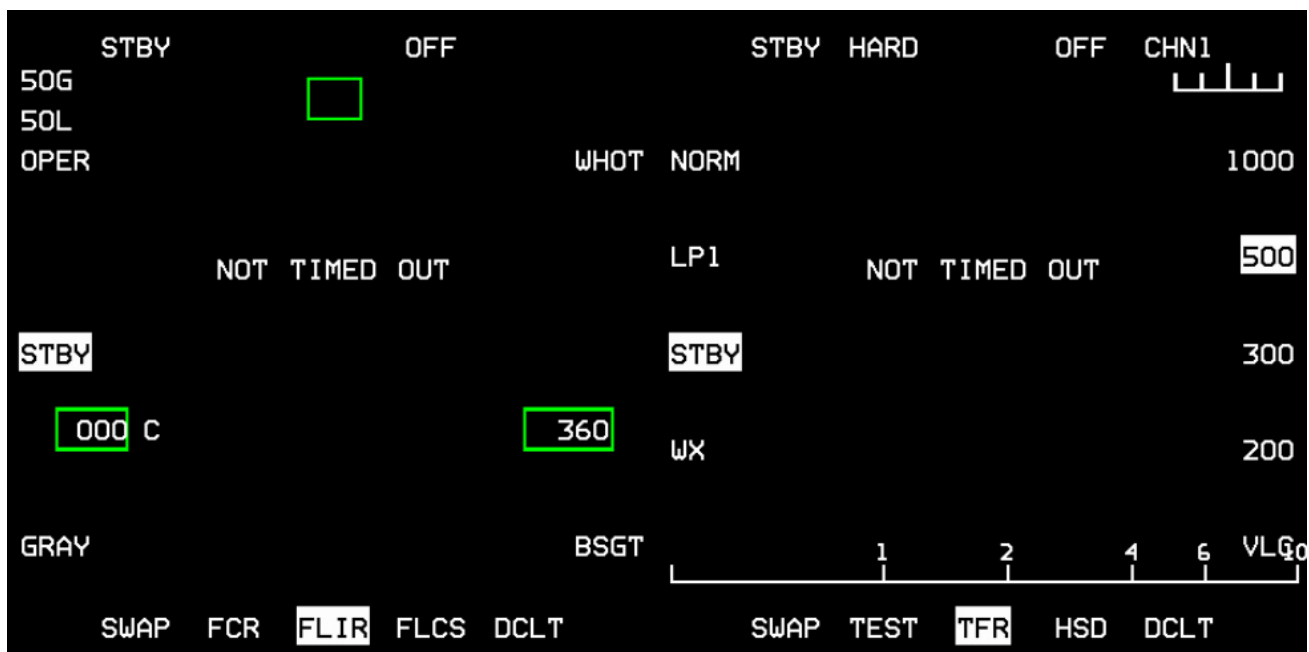 STBY OFF STBY HARD OFF CHN1
50G
50L
OPER WHOT NORM 1000
NOT TIMED OUT LP1 NOT TIMED OUT 500
STBY STBY 300
000 C 360 WX 200
GRAY BSGT 1 2 4 6 VLC 10
SWAP FCR FLIR FLCS DCLT SWAP TEST TFR HSD DCLT